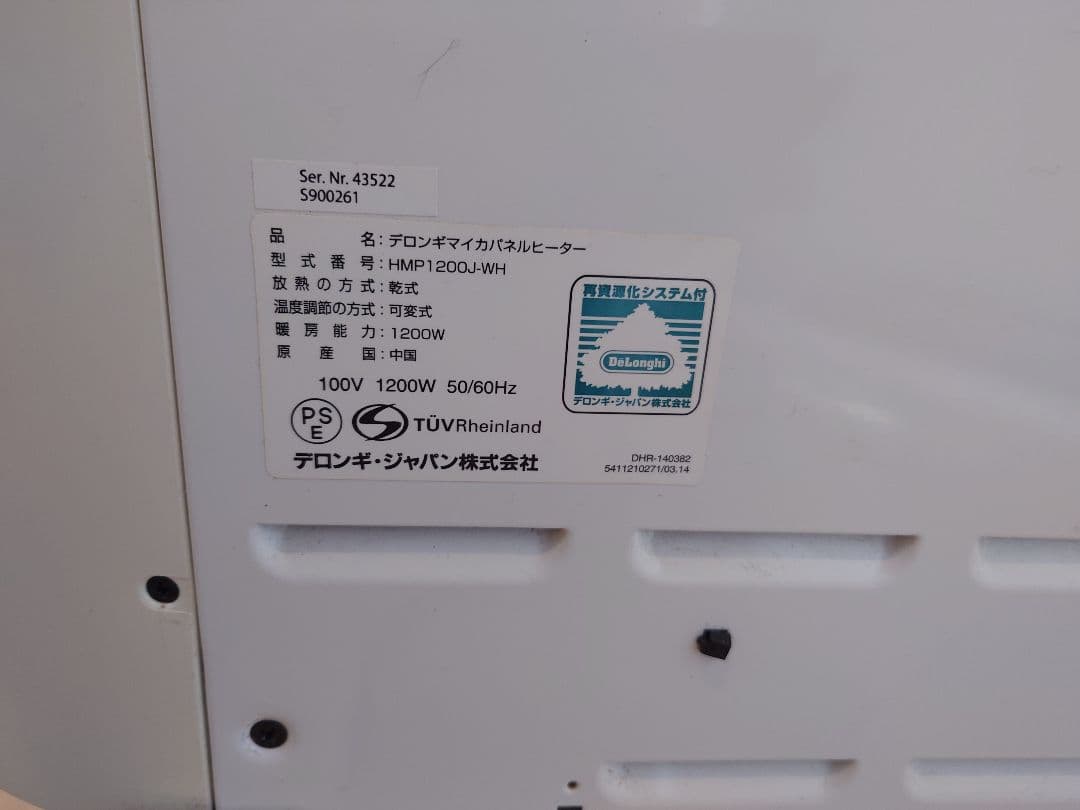 Ser. Nr. 43522
S900261
品 名：デロンギマイカパネルヒーター
型式番号：HMP1200J-WH
放熱の方式：乾式
温度調節の方式：可変式
暖房能力：1200W
原産国：中国
100V 1200W 50/60Hz
PS
E
TÜVRheinland
デロンギ・ジャパン株式会社
再資源化システム付
DeLonghi
デロンギ・ジャパン株式会社
DHR-140382
5411210271/03.14